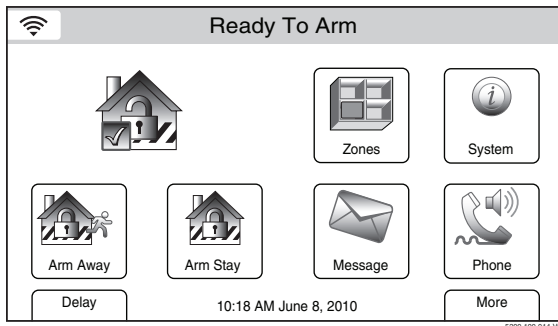 Ready To Arm
Zones
System
Arm Away
Arm Stay
Message
Phone
Delay
10:18 AM June 8, 2010
More